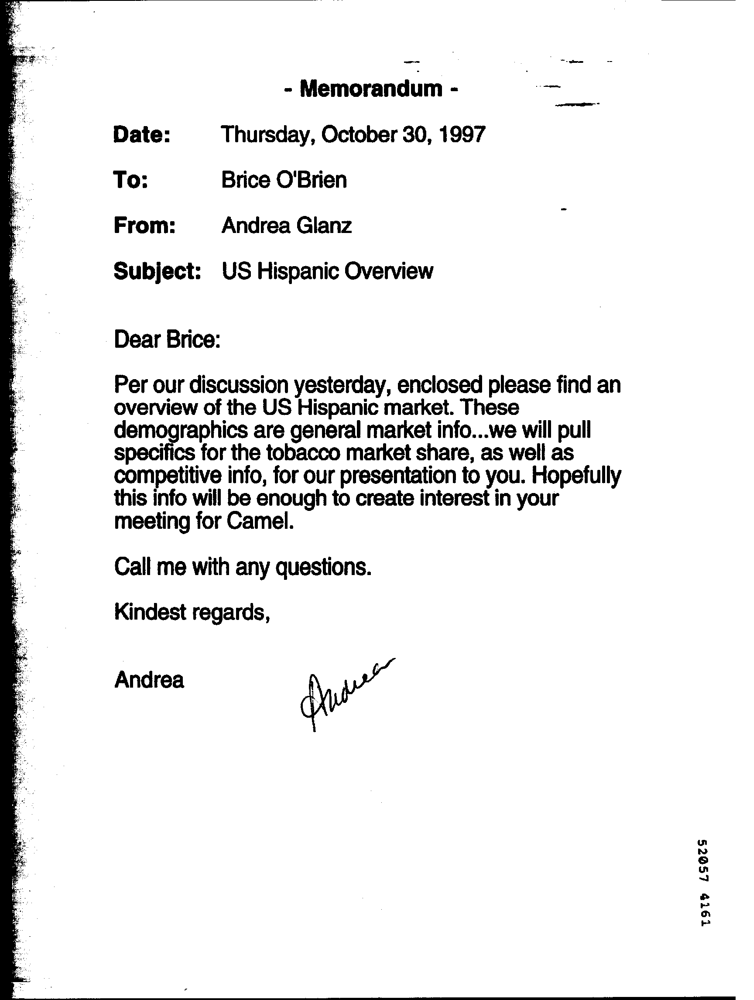 - Memorandum -
Date: Thursday, October 30, 1997
To: Brice O'Brien
From: Andrea Glanz
Subject: US Hispanic Overview
Dear Brice:
Per our discussion yesterday, enclosed please find an
overview of the US Hispanic market. These
demographics are general market info...we will pull
specifics for the tobacco market share, as well as
competitive info, for our presentation to you. Hopefully
this info will be enough to create interest in your
meeting for Camel.
Call me with any questions.
Kindest regards,
Andrea
Andrea
52057 4161